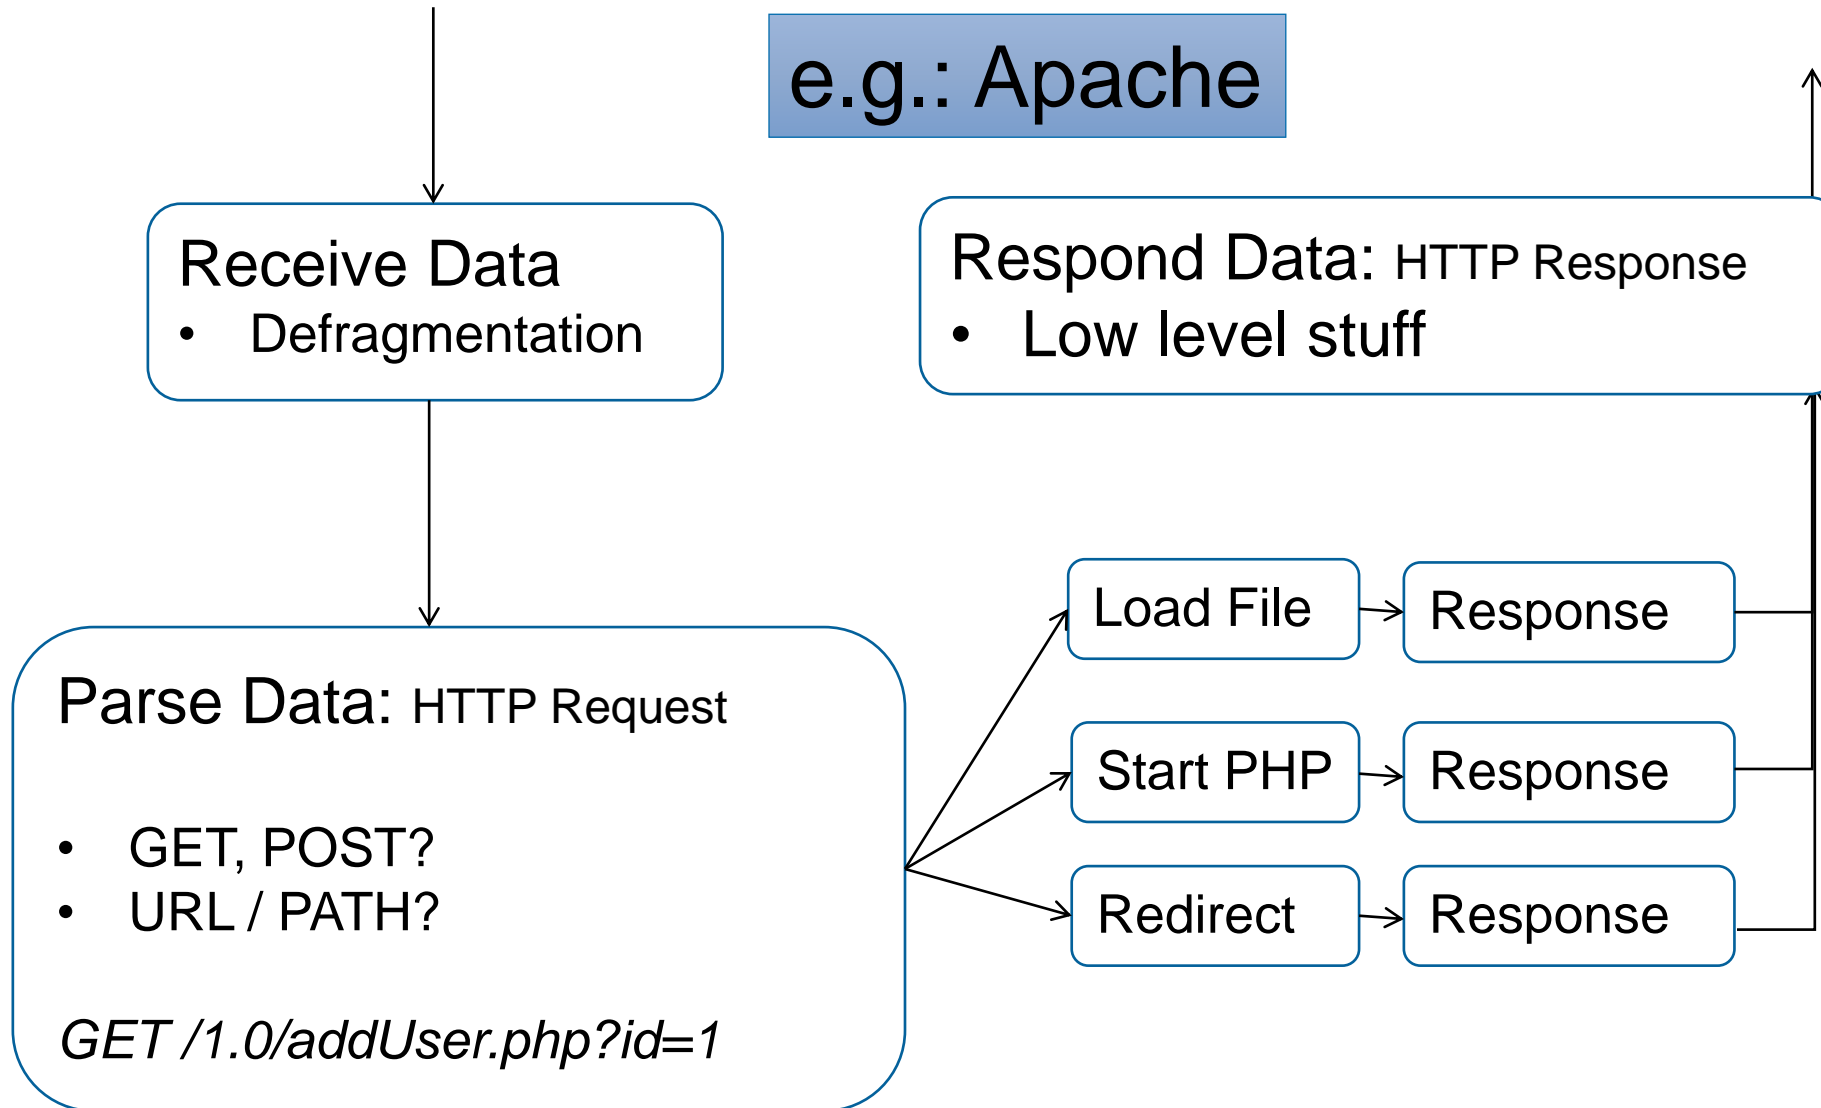 e.g.: Apache
Receive Data
• Defragmentation
Respond Data: HTTP Response
• Low level stuff
Parse Data: HTTP Request
• GET, POST?
• URL / PATH?
GET /1.0/addUser.php?id=1
Load File
Response
Start PHP
Response
Redirect
Response